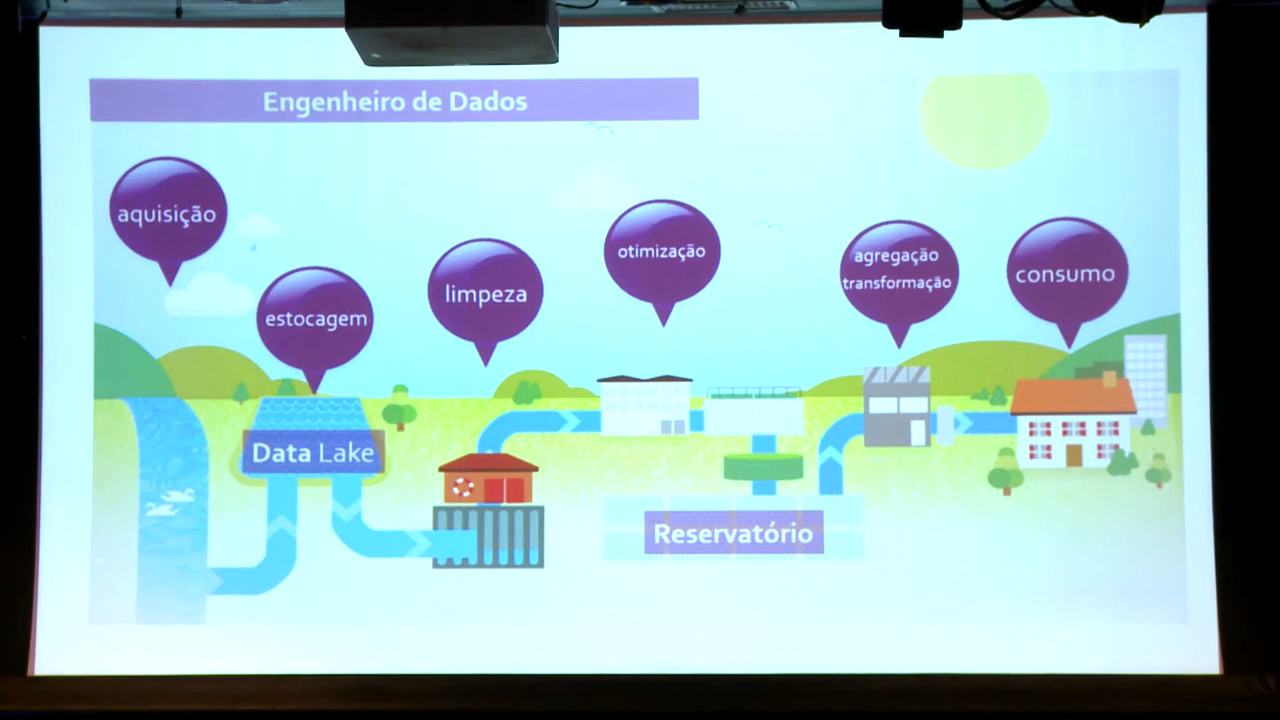 Engenheiro de Dados
aquisição
estocagem
limpeza
otimização
agregação
transformação
consumo
Data Lake
Reservatório